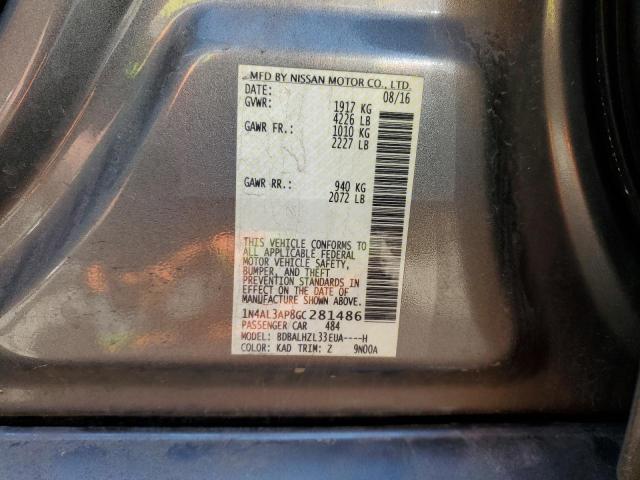 MFD BY NISSAN MOTOR CO., LTD.
DATE: 08/16
GVWR: 1917 KG
4226 LB
GAWR FR.: 1010 KG
2227 LB
GAWR RR.: 940 KG
2072 LB
THIS VEHICLE CONFORMS TO
ALL APPLICABLE FEDERAL
MOTOR VEHICLE SAFETY,
BUMPER, AND THEFT
PREVENTION STANDARDS IN
EFFECT ON THE DATE OF
MANUFACTURE SHOWN ABOVE.
1N4AL3AP8GC281486
PASSENGER CAR 484
MODEL: BDBALHZL33EUA----H
COLOR: KAD TRIM: Z 9N00A